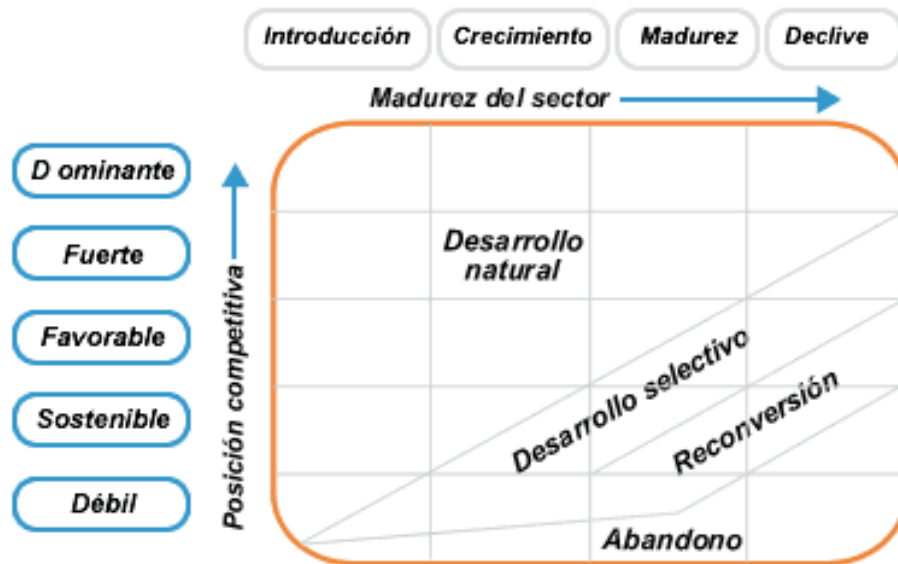 Introducción
Crecimiento
Madurez
Declive
Madurez del sector
D ominante
Fuerte
Favorable
Sostenible
Débil
Posición competitiva
Desarrollo
natural
Desarrollo selectivo
Reconversión
Abandono